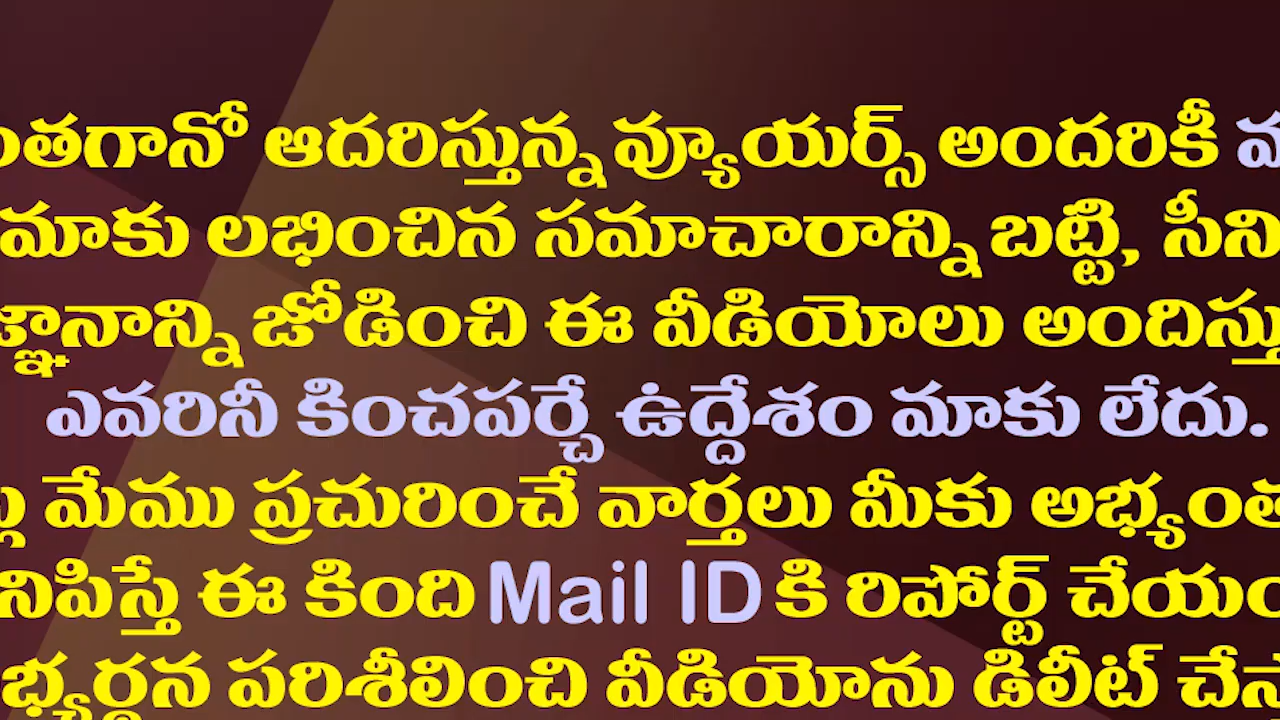 ంతగానో ఆదరిస్తున్న వ్యూయర్స్ అందరికీ
మాకు లభించిన సమాచారాన్ని బట్టి, సీని
జ్ఞానాన్ని జోడించి ఈ వీడియోలు అందిస్తు
ఎవరినీ కించపర్చే ఉద్దేశం మాకు లేదు.
మేము ప్రచురించే వార్తలు మీకు అభ్యంత
నిపిస్తే ఈ కింది Mail ID కి రిపోర్ట్ చేయం
భ్యర్థన పరిశీలించి వీడియోను డిలీట్ చేస